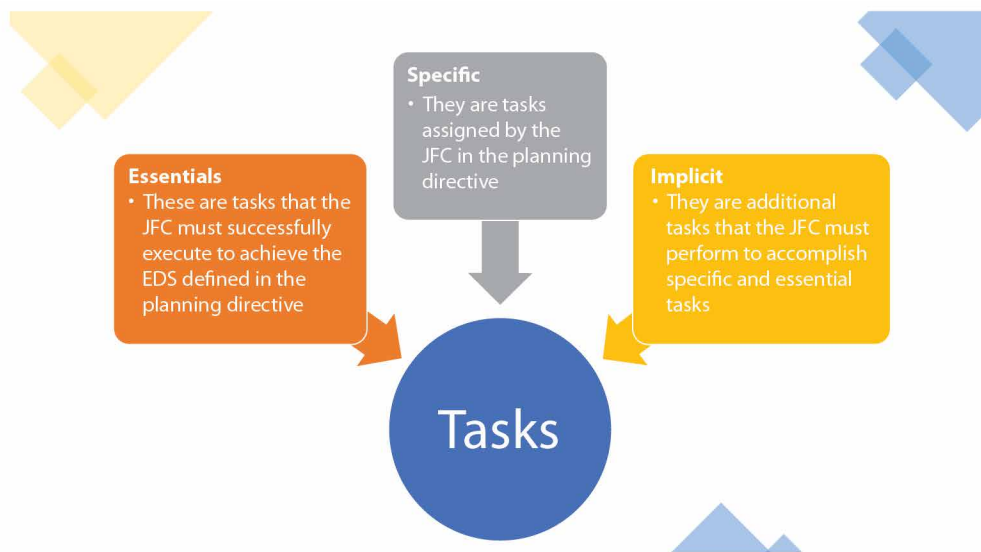 Essentials
• These are tasks that the
JFC must successfully
execute to achieve the
EDS defined in the
planning directive
Specific
• They are tasks
assigned by the
JFC in the planning
directive
Implicit
• They are additional
tasks that the JFC must
perform to accomplish
specific and essential
tasks
Tasks